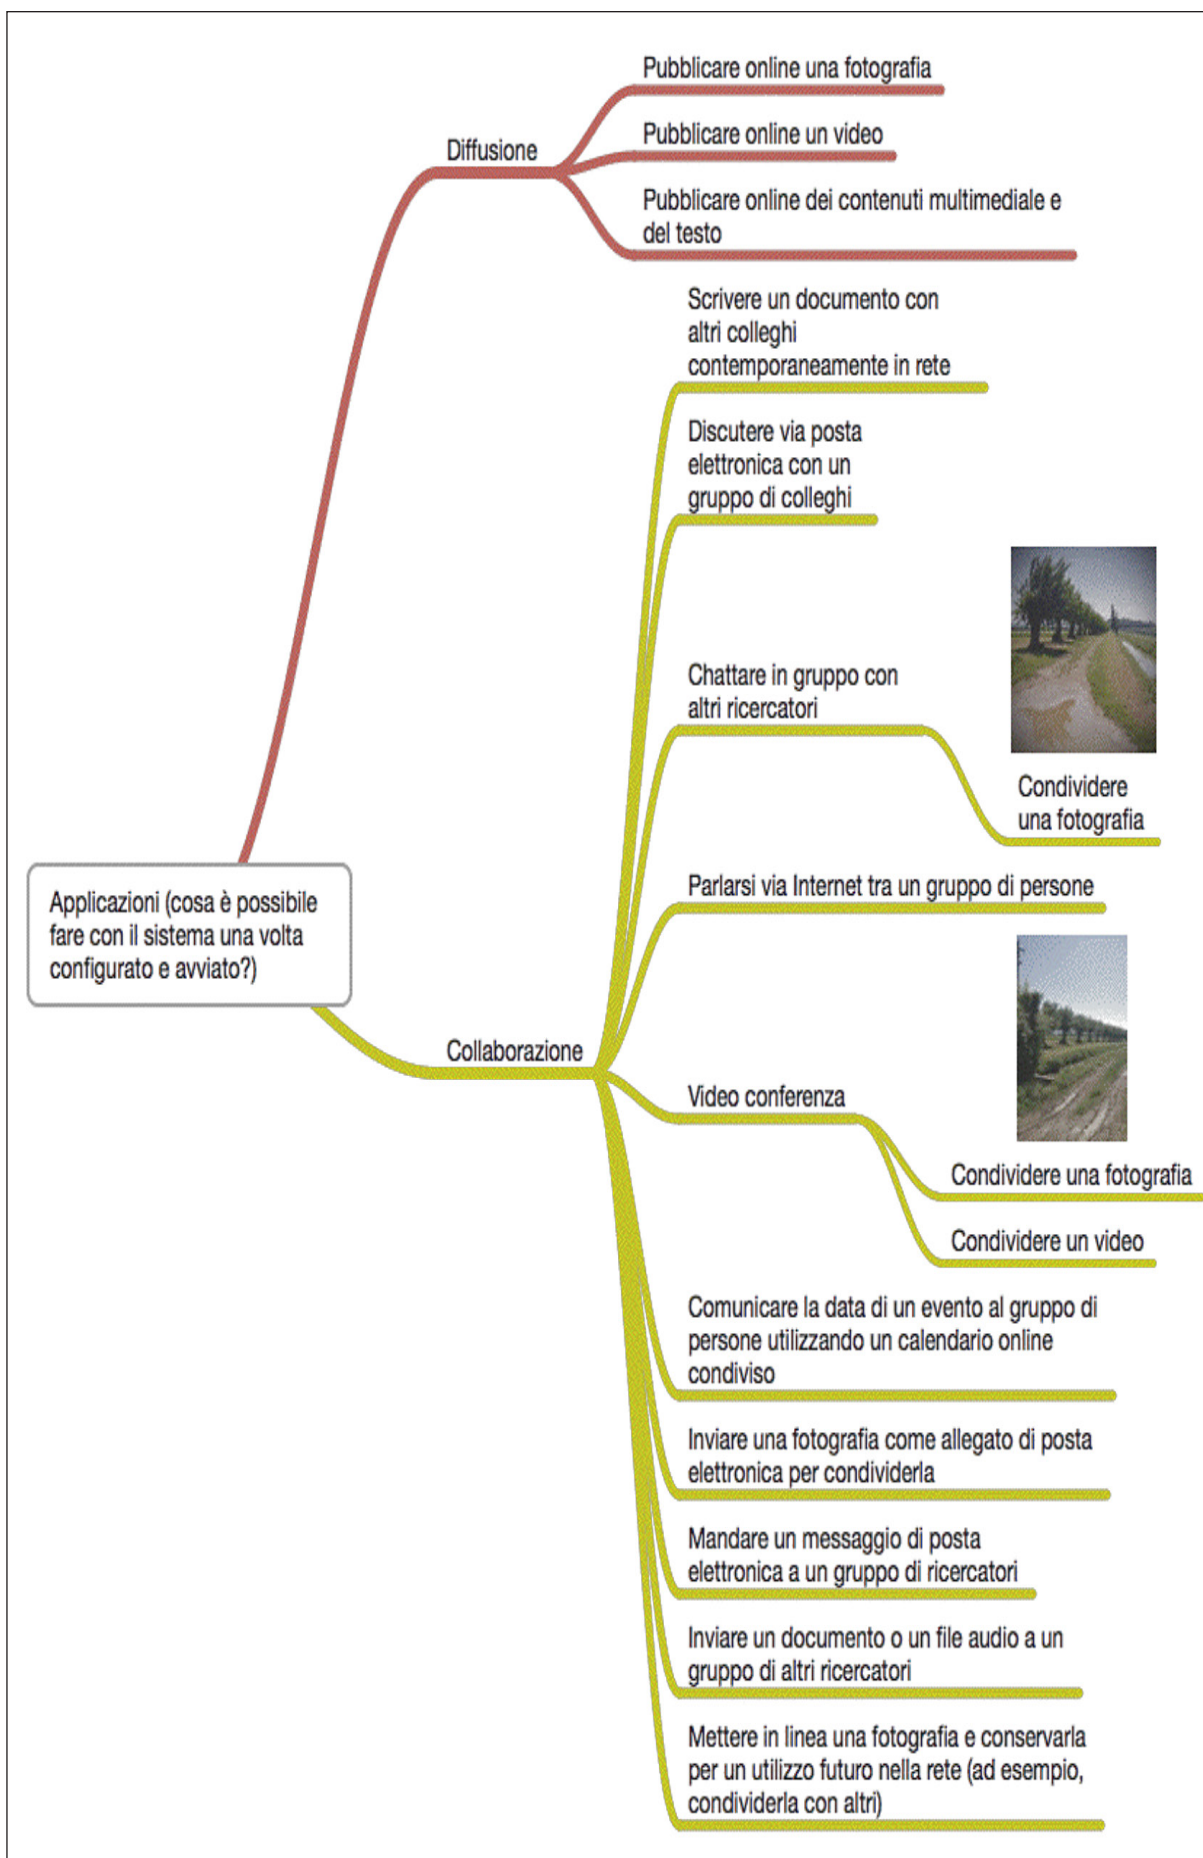 Pubblicare online una fotografia
Pubblicare online un video
Diffusione
Pubblicare online dei contenuti multimediale e
del testo
Scrivere un documento con
altri colleghi
contemporaneamente in rete
Discutere via posta
elettronica con un
gruppo di colleghi
Chattare in gruppo con
altri ricercatori
Condividere
una fotografia
Parlarsi via Internet tra un gruppo di persone
Applicazioni (cosa è possibile
fare con il sistema una volta
configurato e avviato?)
Collaborazione
Video conferenza
Condividere una fotografia
Condividere un video
Comunicare la data di un evento al gruppo di
persone utilizzando un calendario online
condiviso
Inviare una fotografia come allegato di posta
elettronica per condividerla
Mandare un messaggio di posta
elettronica a un gruppo di ricercatori
Inviare un documento o un file audio a un
gruppo di altri ricercatori
Mettere in linea una fotografia e conservarla
per un utilizzo futuro nella rete (ad esempio,
condividerla con altri)